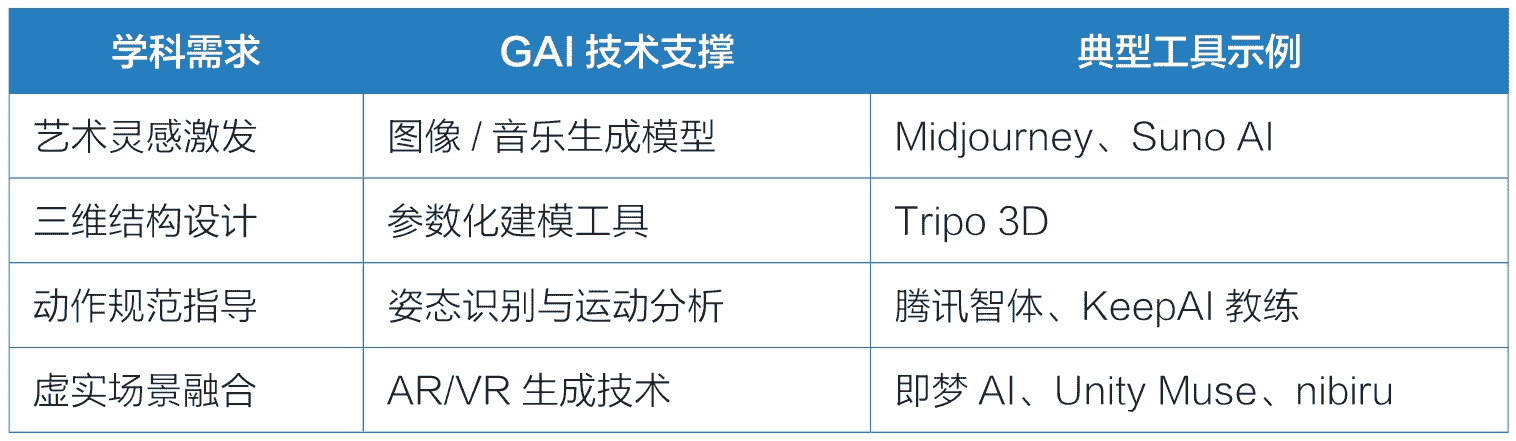 学科需求 GAI 技术支撑 典型工具示例
艺术灵感激发 图像 / 音乐生成模型 Midjourney、Suno AI
三维结构设计 参数化建模工具 Tripo 3D
动作规范指导 姿态识别与运动分析 腾讯智体、KeepAI 教练
虚实场景融合 AR/VR 生成技术 即梦 AI、Unity Muse、nibiru